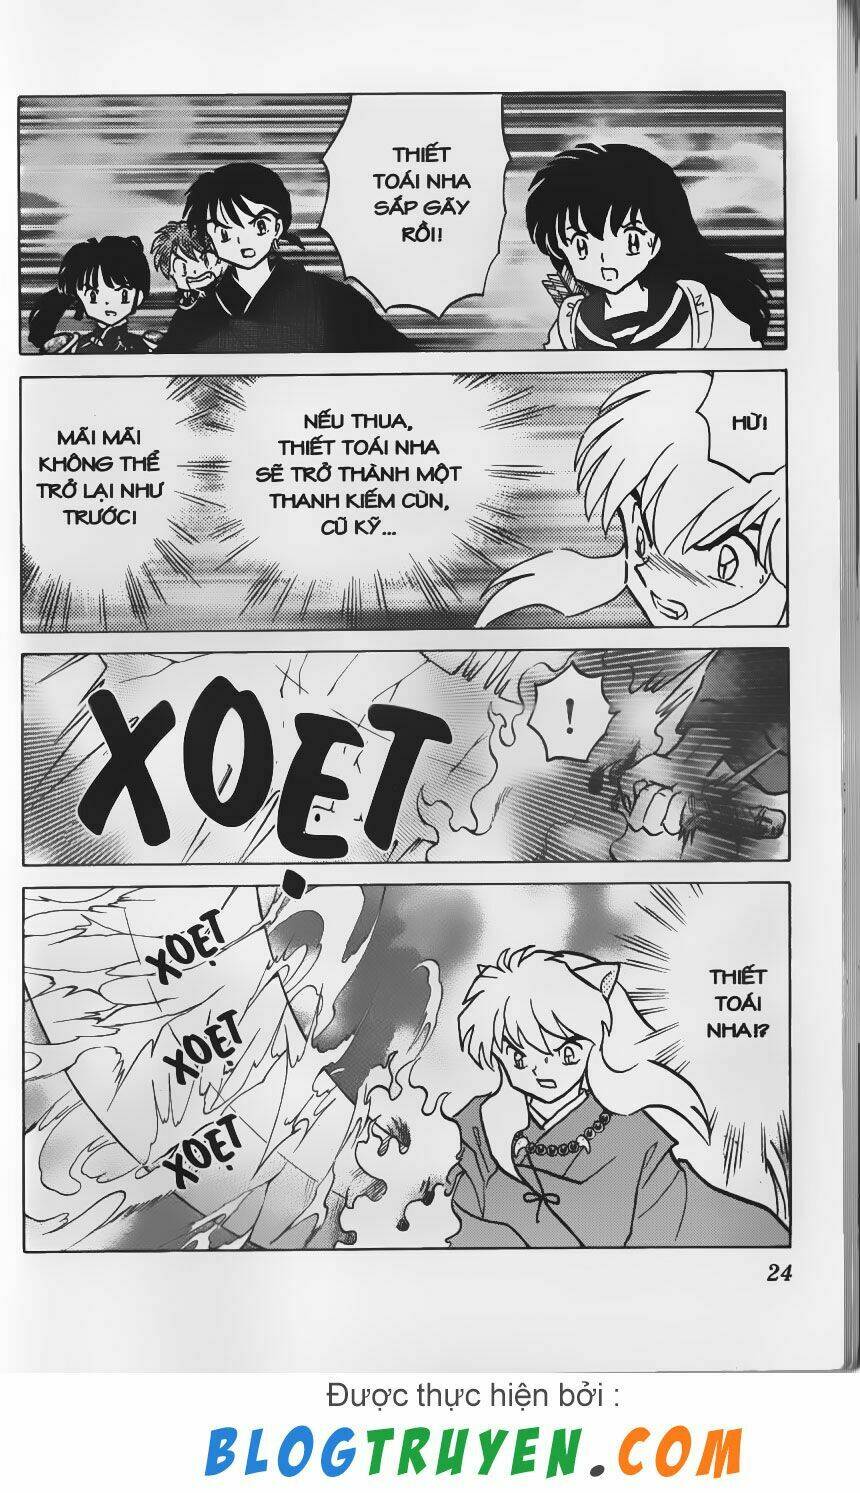 THIẾT
TOÁI NHA
SẮP GÃY
RỒI!
HỪ!
NẾU THUA,
THIẾT TOÁI NHA
SẼ TRỞ THÀNH MỘT
THANH KIẾM CÙN,
CŨ KỸ...
MÃI MÃI
KHÔNG THỂ
TRỞ LẠI NHƯ
TRƯỚC!
!
XOẸT
THIẾT
TOÁI
NHA!?
XOẸT
XOẸT
XOẸT
24
Được thực hiện bởi :
BLOGTRUYEN.COM